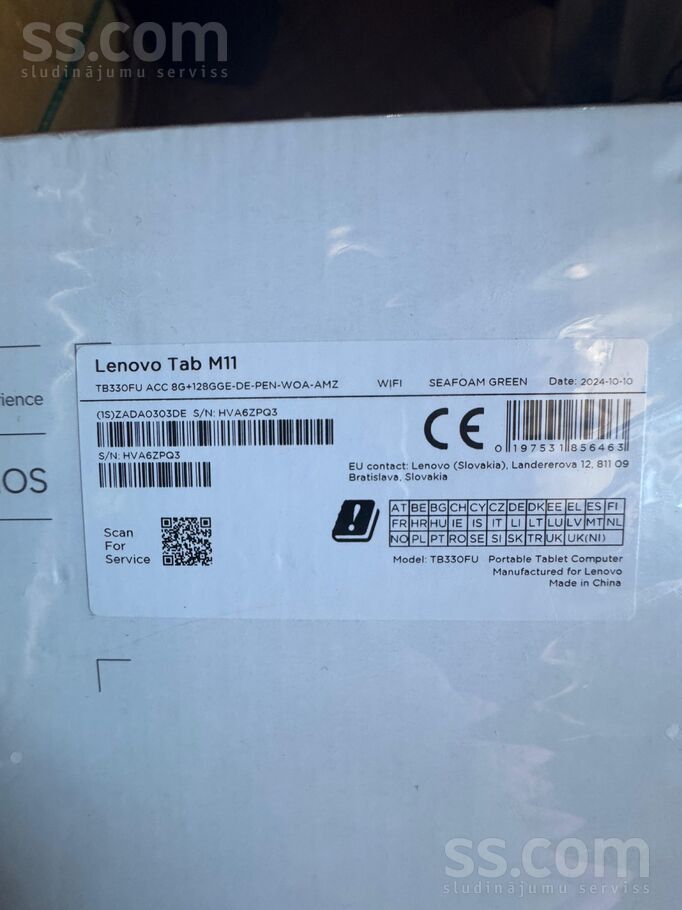 ss.com
sludinājumu serviss
Lenovo Tab M11
TB330FU ACC 8G+128GGE-DE-PEN-WOA-AMZ WIFI SEAFOAM GREEN Date: 2024-10-10
(1S)ZADA0303DE S/N: HVA6ZPQ3
S/N: HVA6ZPQ3
CE
0 197531 856463
EU contact: Lenovo (Slovakia), Landererova 12, 811 09
Bratislava, Slovakia
rience
OS
Scan
For
Service
AT BE BG CH CY CZ DE DK EE EL ES FI
FR HR HU IE IS IT LI LT LU LV MT NL
NO PL PT RO SE SI SK TR UK UK(NI)
Model: TB330FU Portable Tablet Computer
Manufactured for Lenovo
Made in China
ss.com
sludinājumu serviss